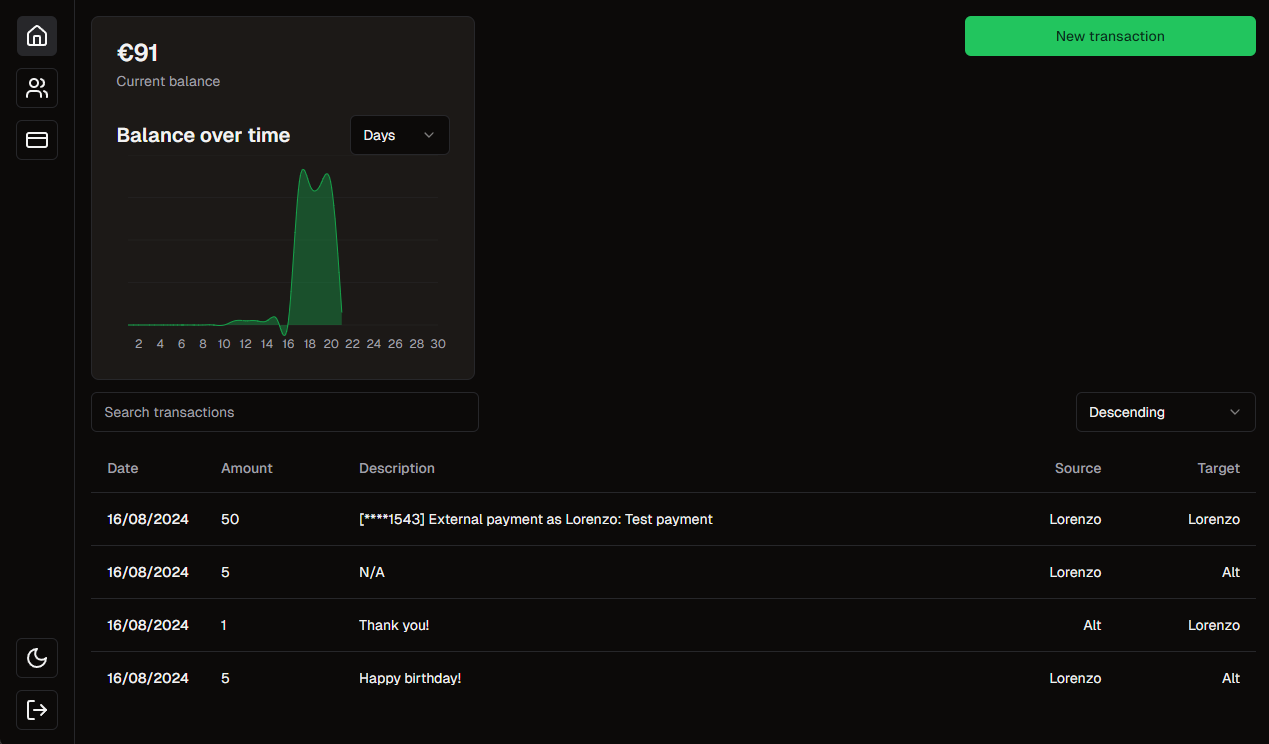 €91
New transaction
Current balance
Balance over time
Days
2 4 6 8 10 12 14 16 18 20 22 24 26 28 30
Search transactions
Descending
Date Amount Description Source Target
16/08/2024 50 [****1543] External payment as Lorenzo: Test payment Lorenzo Lorenzo
16/08/2024 5 N/A Lorenzo Alt
16/08/2024 1 Thank you! Alt Lorenzo
16/08/2024 5 Happy birthday! Lorenzo Alt